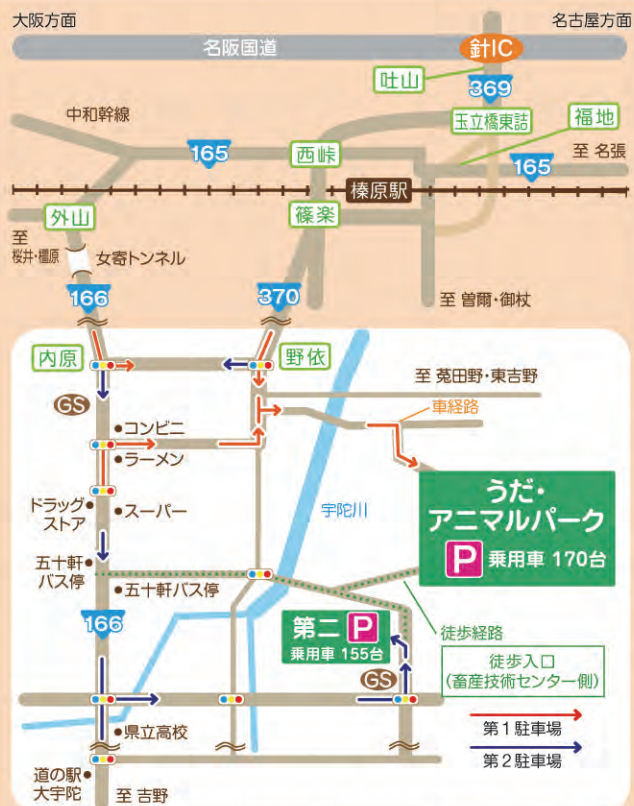 大阪方面
名古屋方面
名阪国道
針IC
吐山
369
中和幹線
玉立橋東詰
福地
165
西峠
165
至 名張
榛原駅
外山
篠楽
至
桜井・橿原
女寄トンネル
166
370
至 曽爾・御杖
内原
野依
至 菟田野・東吉野
GS
車経路
●コンビニ
●ラーメン
うだ・
アニマルパーク
P 乗用車 170台
ドラッグ●
ストア
●スーパー
宇陀川
五十軒
バス停
●五十軒バス停
166
第二 P
乗用車 155台
徒歩経路
GS
徒歩入口
(畜産技術センター側)
第1駐車場
●県立高校
第2駐車場
道の駅●
大宇陀
至 吉野